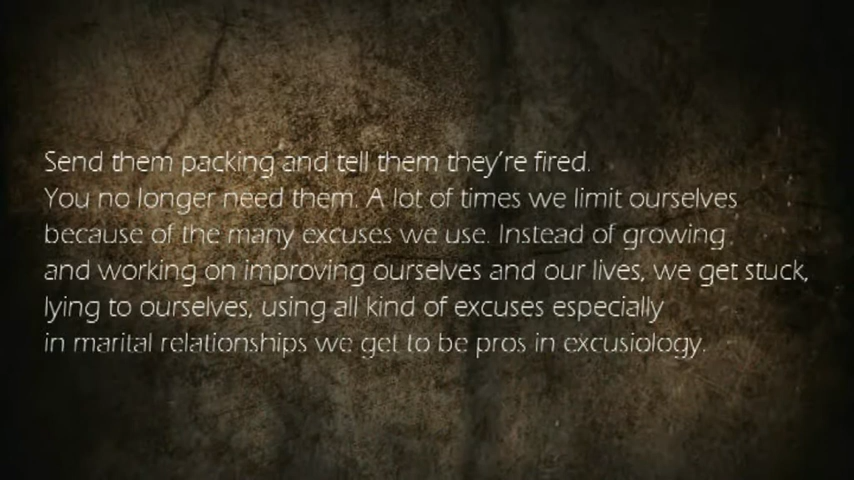 Send them packing and tell them they're fired.
You no longer need them. A lot of times we limit ourselves
because of the many excuses we use. Instead of growing
and working on improving ourselves and our lives, we get stuck,
lying to ourselves, using all kind of excuses especially
in marital relationships we get to be pros in excusiology.